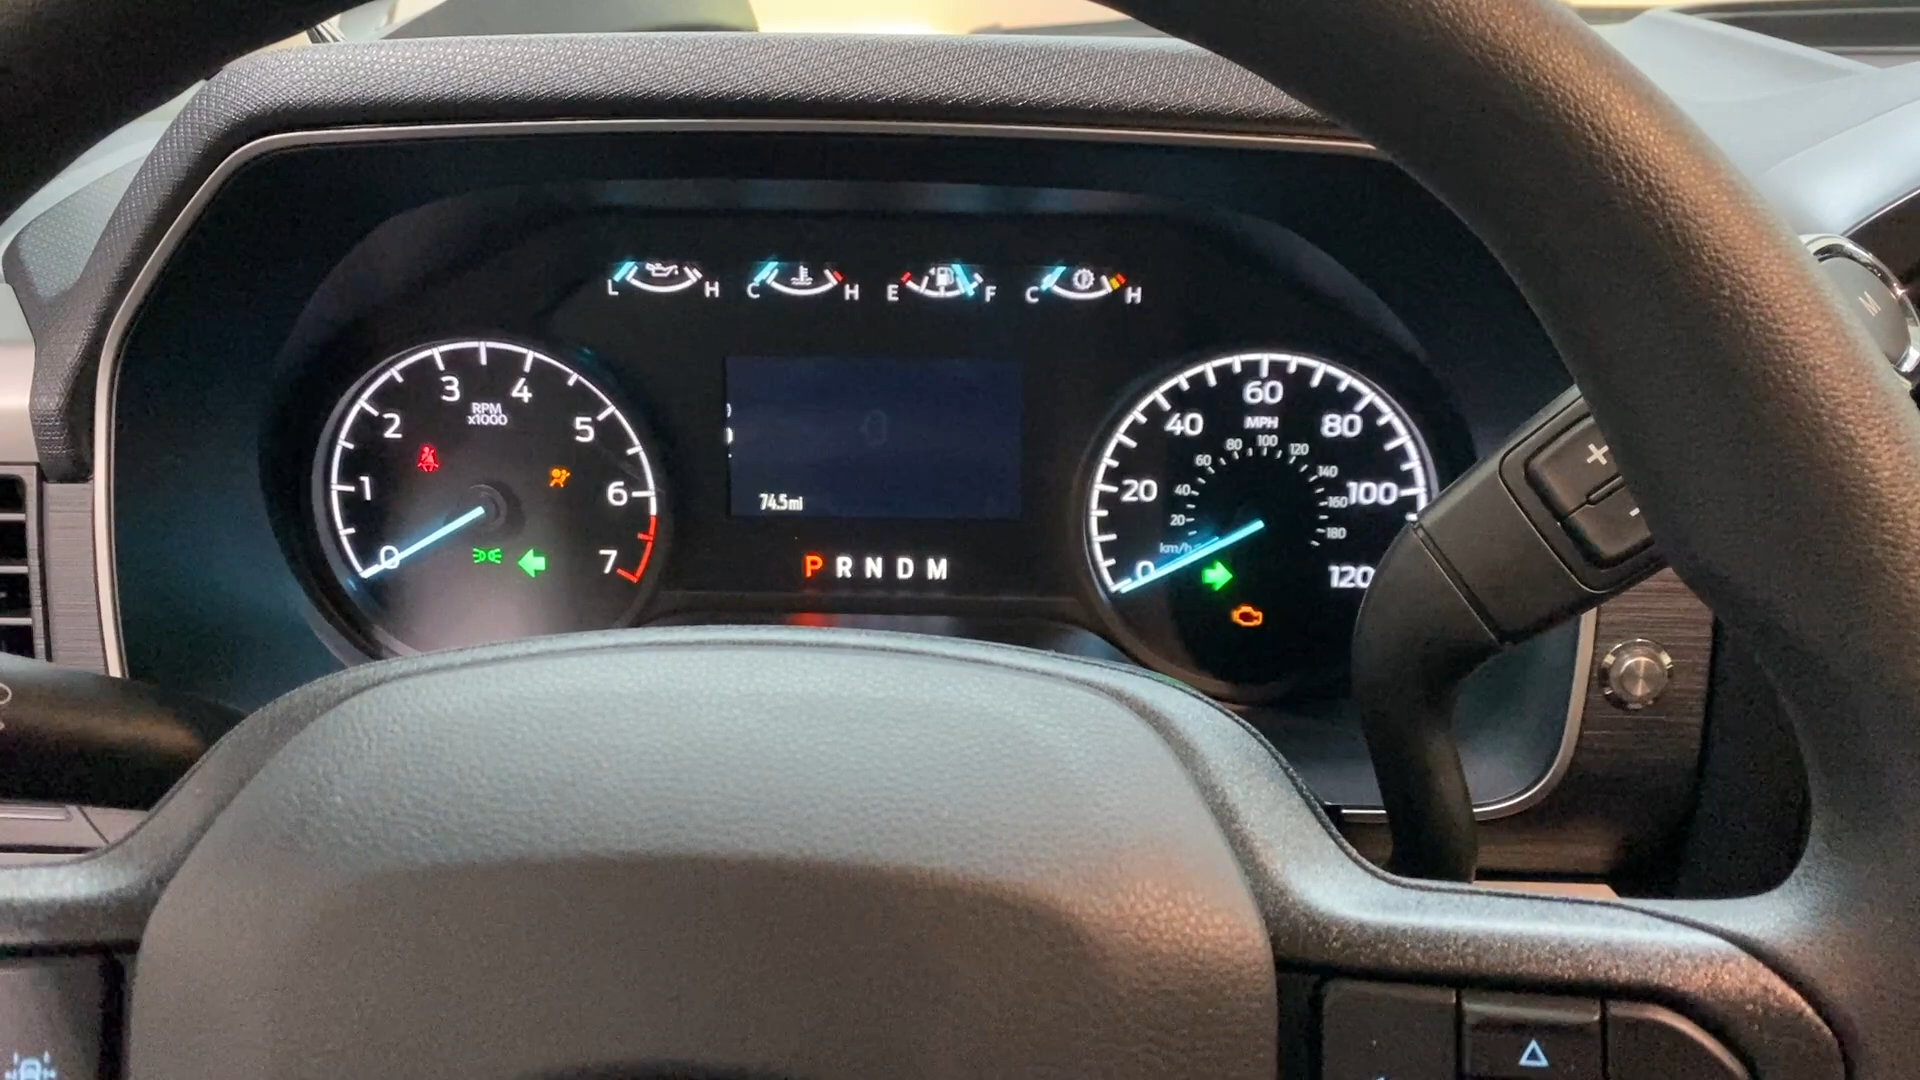 L H C H E F C H
0 1 2 3 4 5 6 7
RPM
x1000
74.5mi
P R N D M
0 20 40 60 80 100 120
MPH
20 40 60 80 100 120 140 160 180
km/h
+
-
M